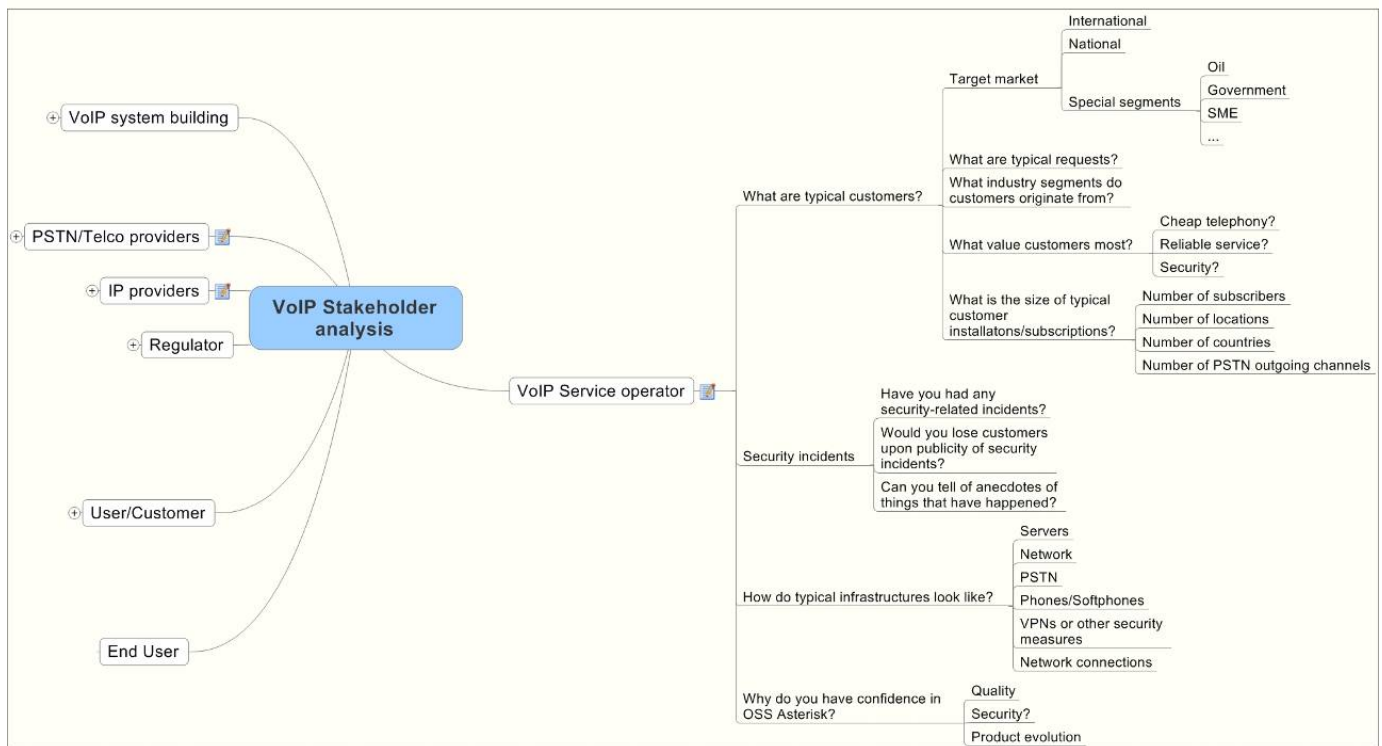 VoIP system building
PSTN/Telco providers
IP providers
Regulator
User/Customer
End User
VoIP Stakeholder
analysis
VoIP Service operator
What are typical customers?
Target market
International
National
Special segments
Oil
Government
SME
...
What are typical requests?
What industry segments do
customers originate from?
What value customers most?
Cheap telephony?
Reliable service?
Security?
What is the size of typical
customer
installatons/subscriptions?
Number of subscribers
Number of locations
Number of countries
Number of PSTN outgoing channels
Security incidents
Have you had any
security-related incidents?
Would you lose customers
upon publicity of security
incidents?
Can you tell of anecdotes of
things that have happened?
How do typical infrastructures look like?
Servers
Network
PSTN
Phones/Softphones
VPNs or other security
measures
Network connections
Why do you have confidence in
OSS Asterisk?
Quality
Security?
Product evolution